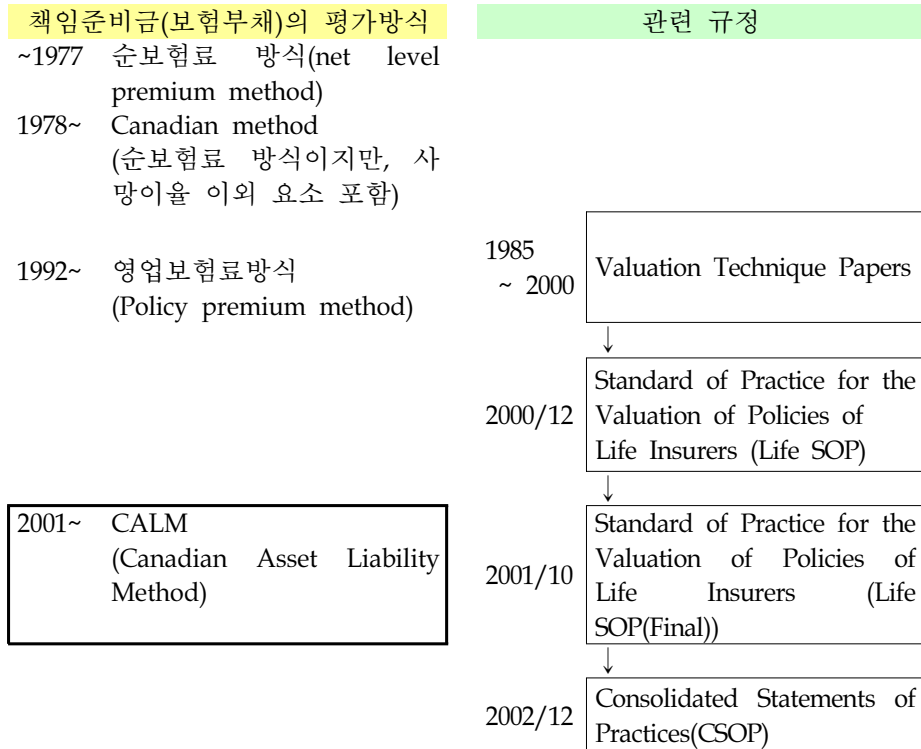 책임준비금(보험부채)의 평가방식
~1977 순보험료 방식(net level
premium method)
1978~ Canadian method
(순보험료 방식이지만, 사
망이율 이외 요소 포함)
1992~ 영업보험료방식
(Policy premium method)
2001~ CALM
(Canadian Asset Liability
Method)
관련 규정
1985
~ 2000
Valuation Technique Papers
↓
2000/12
Standard of Practice for the
Valuation of Policies of
Life Insurers (Life SOP)
↓
2001/10
Standard of Practice for the
Valuation of Policies of
Life Insurers (Life
SOP(Final))
↓
2002/12
Consolidated Statements of
Practices(CSOP)